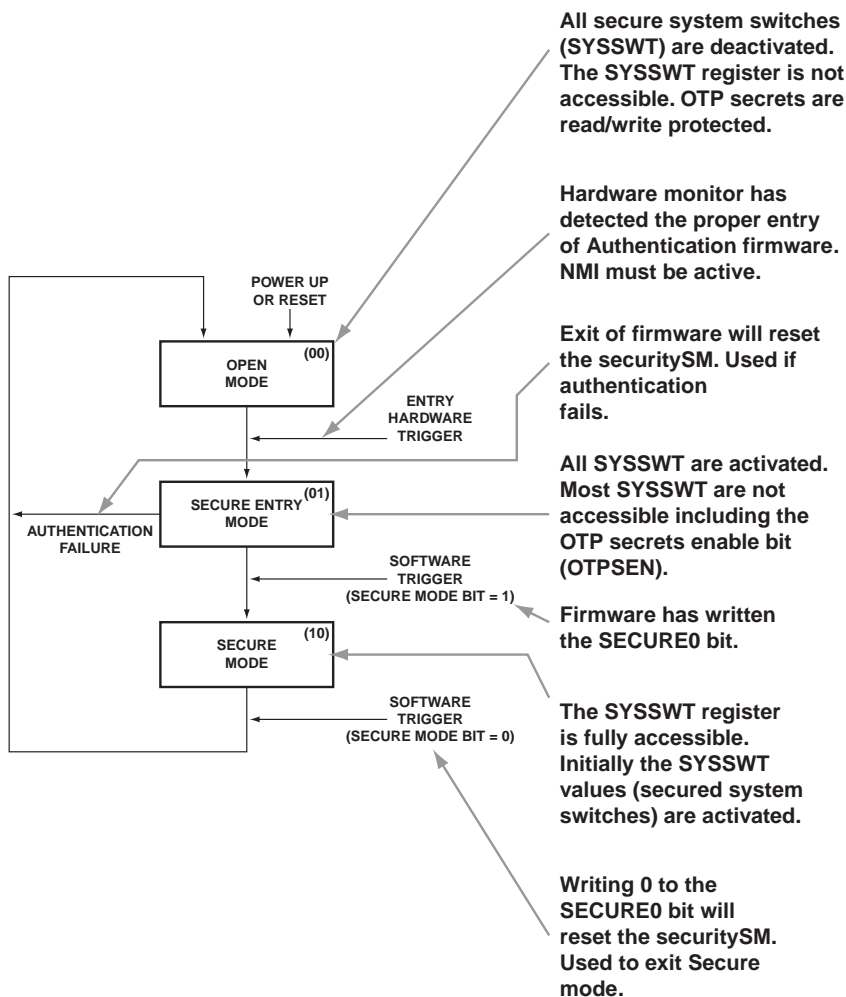 All secure system switches
(SYSSWT) are deactivated.
The SYSSWT register is not
accessible. OTP secrets are
read/write protected.
Hardware monitor has
detected the proper entry
of Authentication firmware.
NMI must be active.
POWER UP
OR RESET
(00)
OPEN
MODE
Exit of firmware will reset
the securitySM. Used if
authentication
fails.
ENTRY
HARDWARE
TRIGGER
(01)
SECURE ENTRY
MODE
All SYSSWT are activated.
Most SYSSWT are not
accessible including the
OTP secrets enable bit
(OTPSEN).
AUTHENTICATION
FAILURE
SOFTWARE
TRIGGER
(SECURE MODE BIT = 1)
Firmware has written
the SECURE0 bit.
(10)
SECURE
MODE
SOFTWARE
TRIGGER
(SECURE MODE BIT = 0)
The SYSSWT register
is fully accessible.
Initially the SYSSWT
values (secured system
switches) are activated.
Writing 0 to the
SECURE0 bit will
reset the securitySM.
Used to exit Secure
mode.